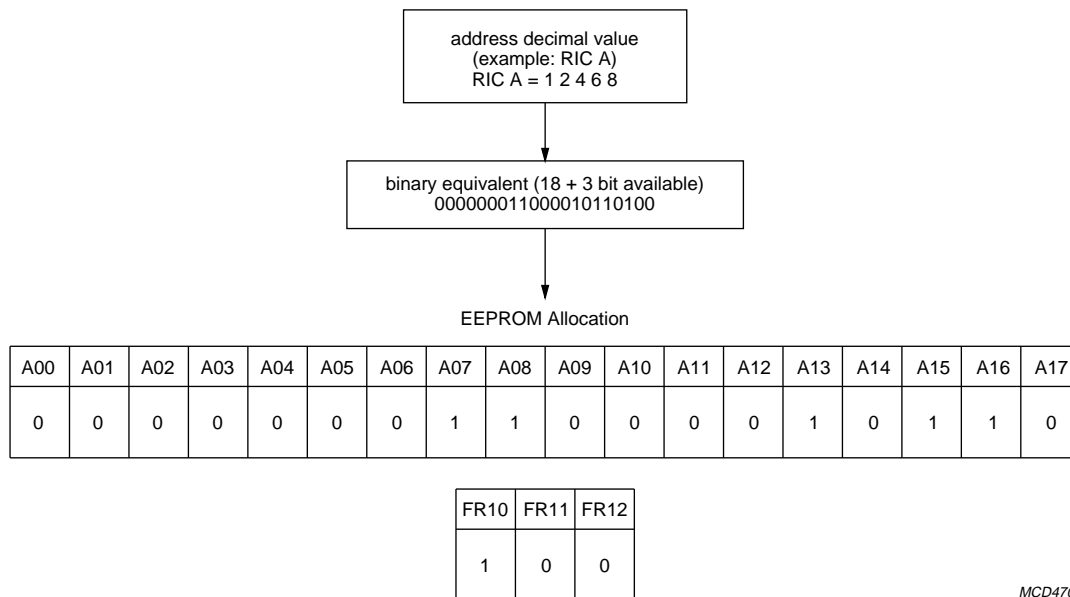 address decimal value
(example: RIC A)
RIC A = 1 2 4 6 8
binary equivalent (18 + 3 bit available)
000000011000010110100
EEPROM Allocation
A00 A01 A02 A03 A04 A05 A06 A07 A08 A09 A10 A11 A12 A13 A14 A15 A16 A17
0 0 0 0 0 0 0 1 1 0 0 0 0 1 0 1 1 0
FR10 FR11 FR12
1 0 0